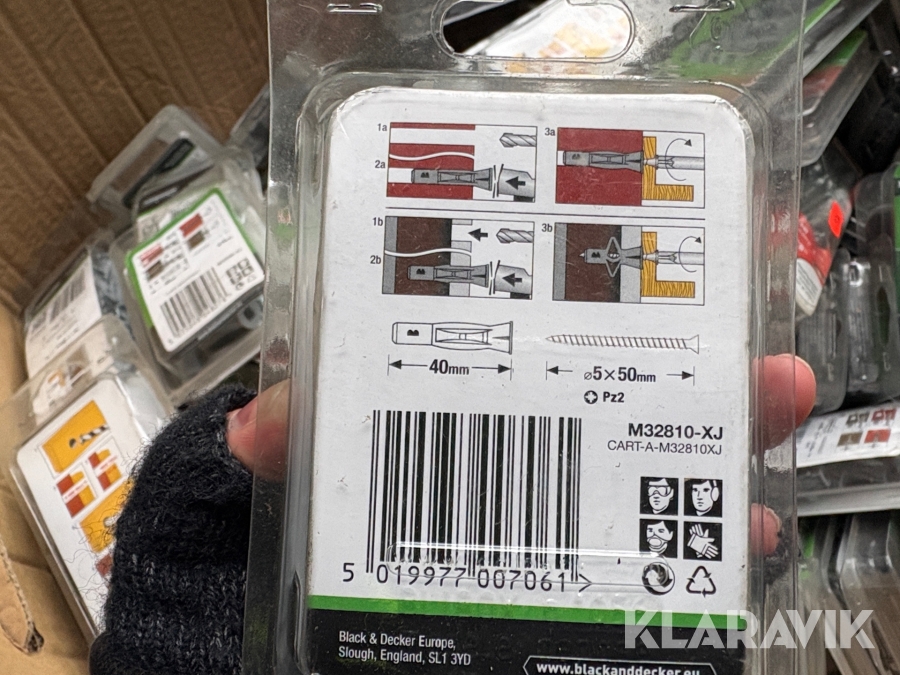 1a
2a
3a
1b
2b
3b
B
B
B
B
B
40mm
⌀5×50mm
Pz2
M32810-XJ
CART-A-M32810XJ
5 019977 007061 >
Black & Decker Europe,
Slough, England, SL1 3YD
www.blackanddecker.eu
KLARAVIK